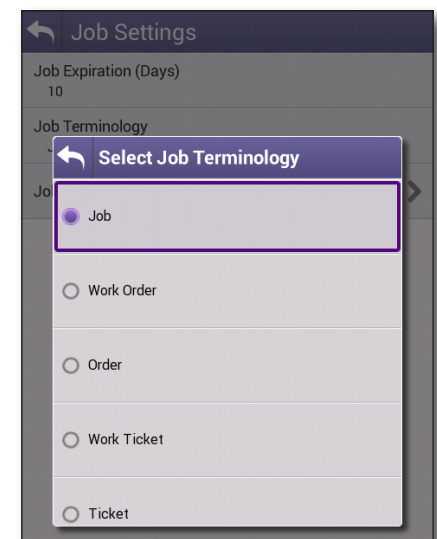 Job Settings
Job Expiration (Days)
10
Job Terminology
Select Job Terminology
Job
Work Order
Order
Work Ticket
Ticket